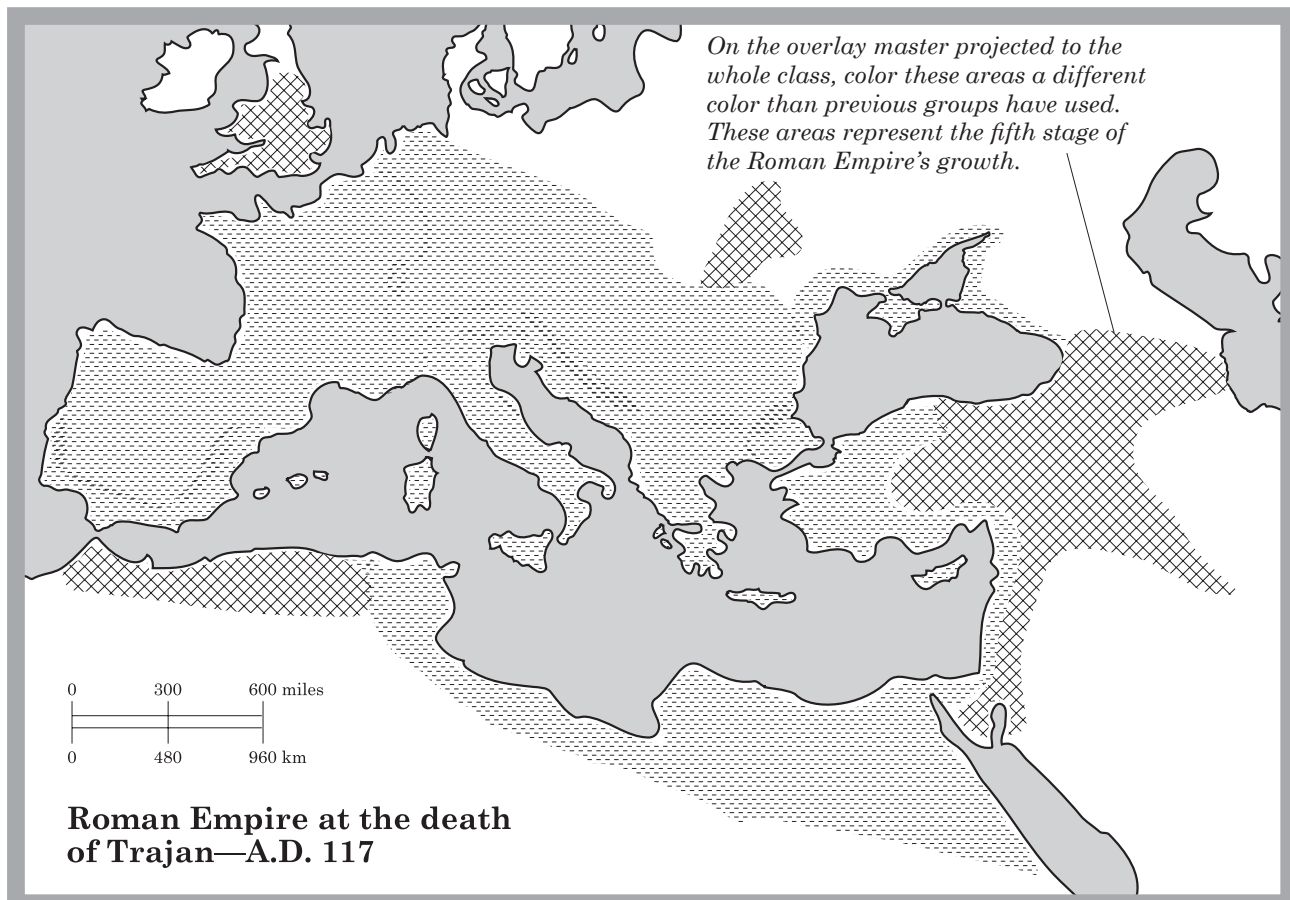 On the overlay master projected to the
whole class, color these areas a different
color than previous groups have used.
These areas represent the fifth stage of
the Roman Empire’s growth.
0 300 600 miles
0 480 960 km
Roman Empire at the death
of Trajan—A.D. 117